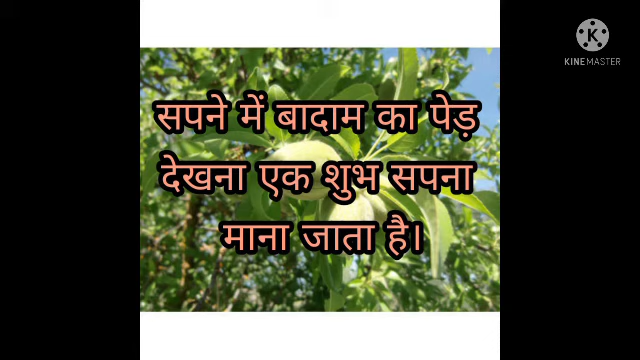 KINEMASTER
सपने में बादाम का पेड़
देखना एक शुभ सपना
माना जाता है।